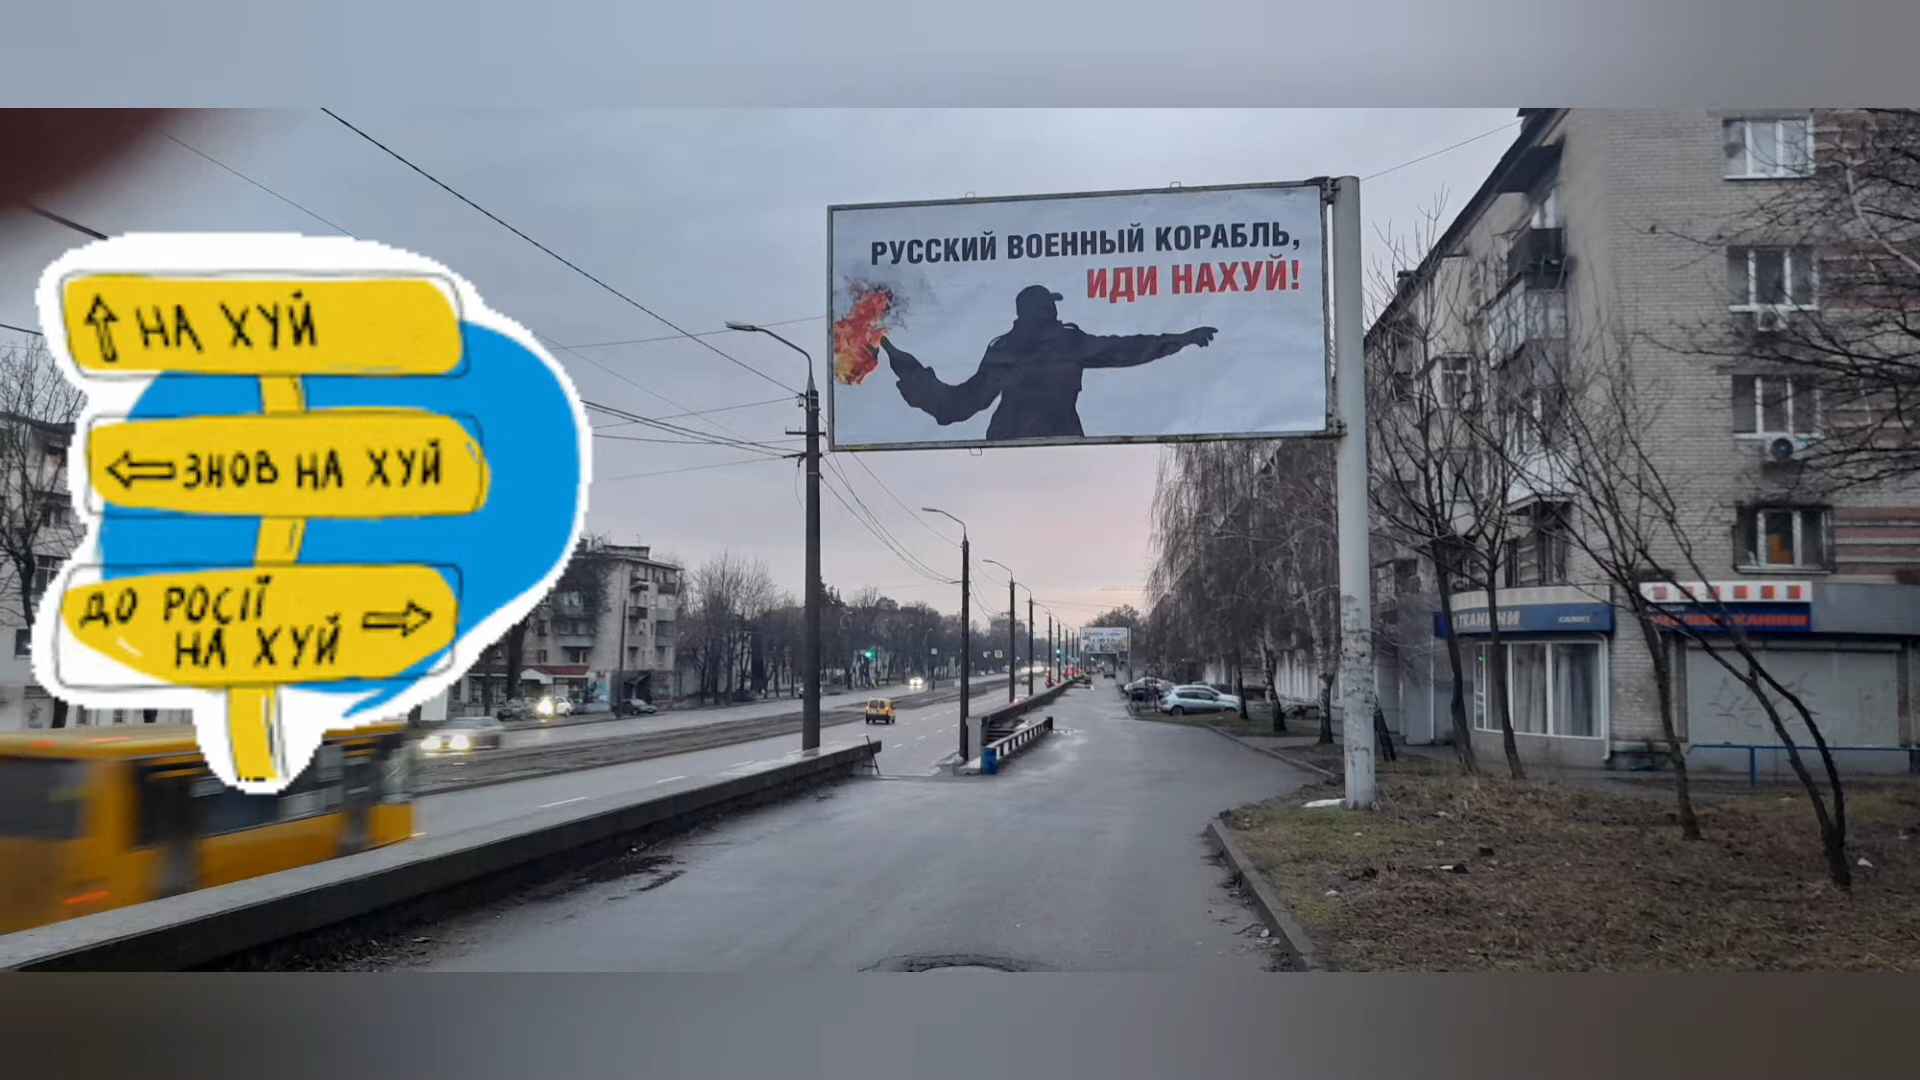 НА ХУЙ
ЗНОВ НА ХУЙ
ДО РОСІЇ
НА ХУЙ
РУССКИЙ ВОЕННЫЙ КОРАБЛЬ,
ИДИ НАХУЙ!
ТКАНИНИ